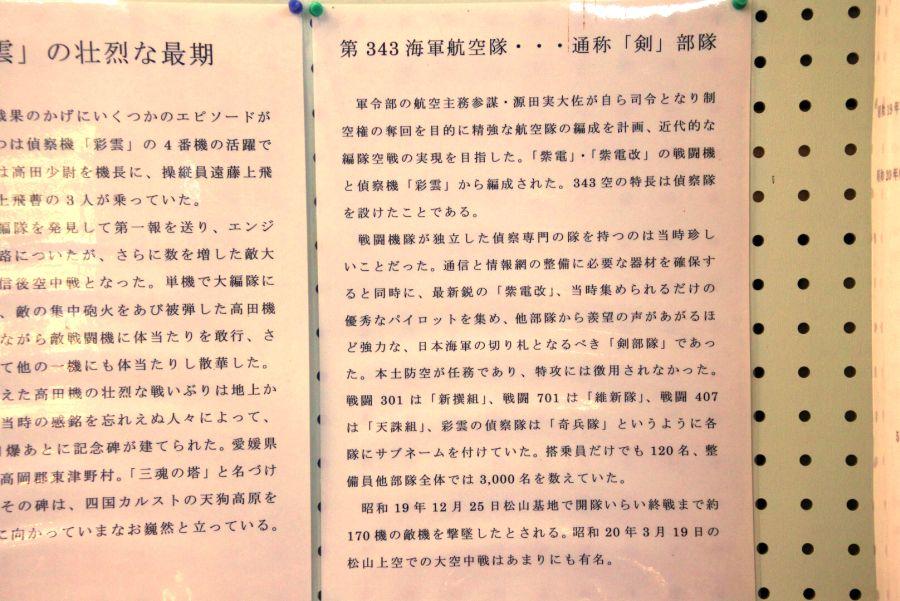 雲」の壮烈な最期
戦果のかげにいくつかのエピソードが
つは偵察機「彩雲」の4番機の活躍で
は高田少尉を機長に、操縦員遠藤上飛
上飛曹の3人が乗っていた。
編隊を発見して第一報を送り、エンジ
路についたが、さらに数を増した敵大
信後空中戦となった。単機で大編隊に
、敵の集中砲火をあび被弾した高田機
ながら敵戦闘機に体当たりを敢行、さ
て他の一機にも体当たりし散華した。
えた高田機の壮烈な戦いぶりは地上か
当時の感銘を忘れえぬ人々によって、
爆あとに記念碑が建てられた。愛媛県
高岡郡東津野村。「三魂の塔」と名づけ
その碑は、四国カルストの天狗高原を
に向かっていまなお巍然と立っている。
第343海軍航空隊・・・通称「剣」部隊
軍令部の航空主務参謀・源田実大佐が自ら司令となり制
空権の奪回を目的に精強な航空隊の編成を計画、近代的な
編隊空戦の実現を目指した。「紫電」・「紫電改」の戦闘機
と偵察機「彩雲」から編成された。343空の特長は偵察隊
を設けたことである。
戦闘機隊が独立した偵察専門の隊を持つのは当時珍し
いことだった。通信と情報網の整備に必要な器材を確保す
ると同時に、最新鋭の「紫電改」、当時集められるだけの
優秀なパイロットを集め、他部隊から羨望の声があがるほ
ど強力な、日本海軍の切り札となるべき「剣部隊」であっ
た。本土防空が任務であり、特攻には徴用されなかった。
戦闘301は「新撰組」、戦闘701は「維新隊」、戦闘407
は「天誅組」、彩雲の偵察隊は「奇兵隊」というように各
隊にサブネームを付けていた。搭乗員だけでも120名、整
備員他部隊全体では3,000名を数えていた。
昭和19年12月25日松山基地で開隊いらい終戦まで約
170機の敵機を撃墜したとされる。昭和20年3月19日の
松山上空での大空中戦はあまりにも有名。